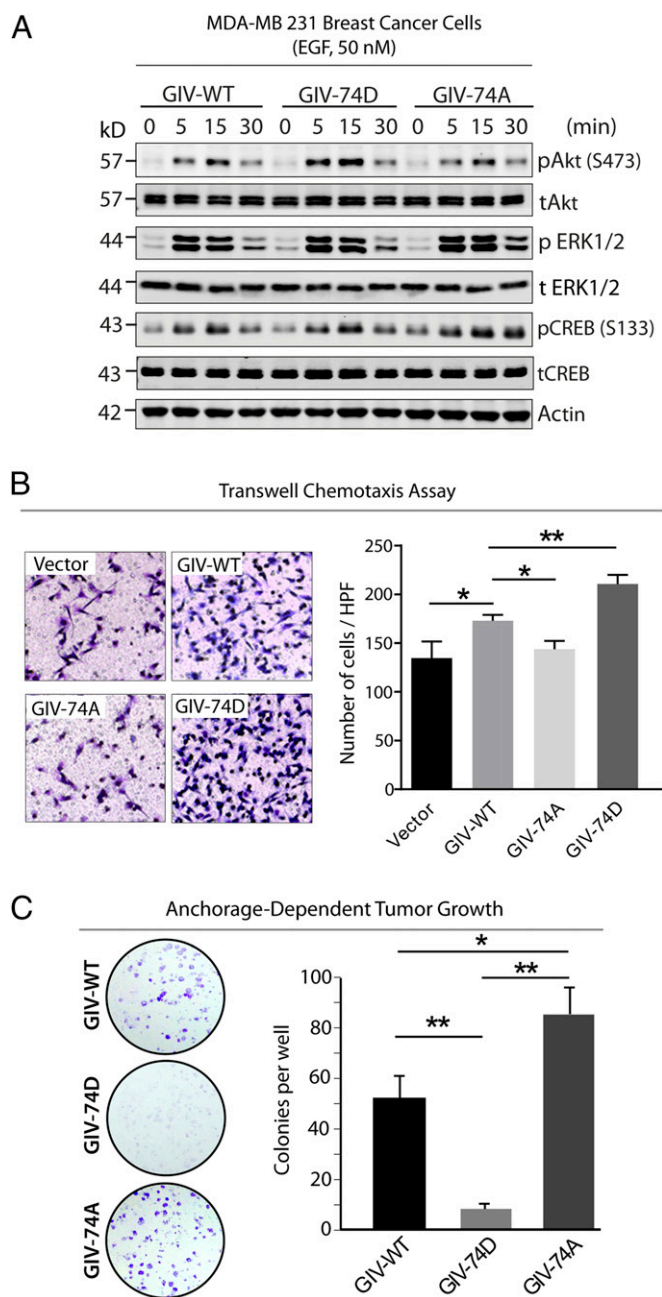 A
MDA-MB 231 Breast Cancer Cells
(EGF, 50 nM)
GIV-WT GIV-74D GIV-74A
kD 0 5 15 30 0 5 15 30 0 5 15 30 (min)
57 pAkt (S473)
57 tAkt
44 p ERK1/2
44 t ERK1/2
43 pCREB (S133)
43 tCREB
42 Actin
B
Transwell Chemotaxis Assay
Vector GIV-WT
GIV-74A GIV-74D
Number of cells / HPF
250
200
150
100
50
0
* * **
Vector GIV-WT GIV-74A GIV-74D
C
Anchorage-Dependent Tumor Growth
GIV-WT
GIV-74D
GIV-74A
Colonies per well
100
80
60
40
20
10
0
*
** **
GIV-WT GIV-74D GIV-74A